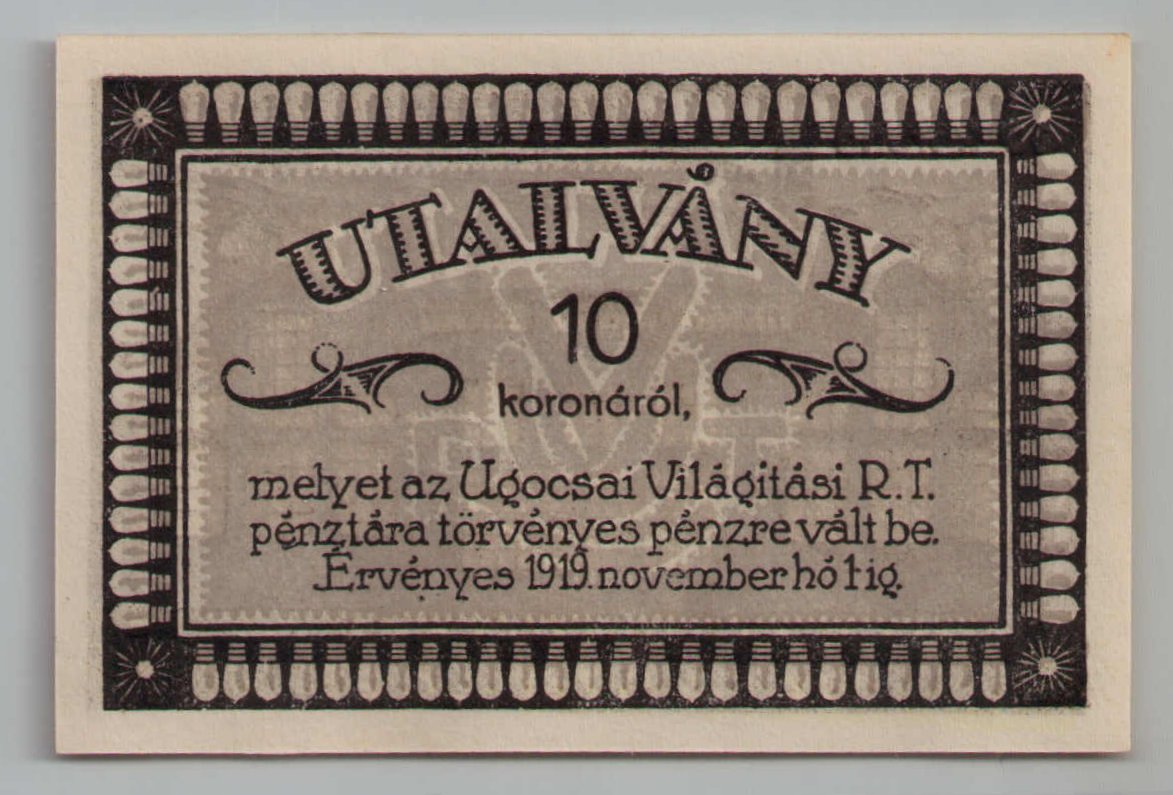 UTALVÁNY
10
koronáról,
melyet az Ugocsai Világitási R.T.
pénztára törvényes pénzre vált be.
Érvényes 1919. november hó 1 ig.